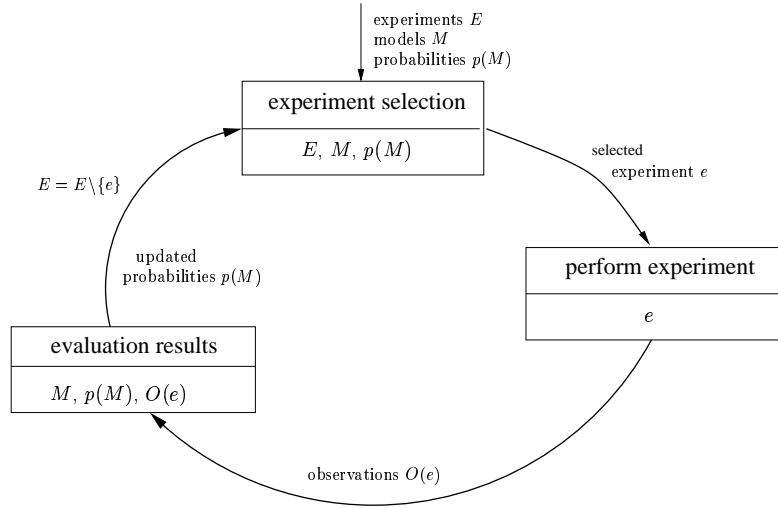 experiments E
models M
probabilities p(M)
experiment selection
E, M, p(M)
selected
experiment e
E = E\{e}
updated
probabilities p(M)
perform experiment
e
evaluation results
M, p(M), O(e)
observations O(e)